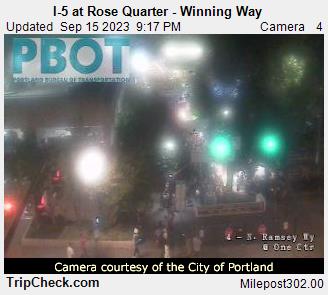 I-5 at Rose Quarter - Winning Way
Updated Sep 15 2023 9:17 PM Camera 4
PBOT
PORTLAND BUREAU OF TRANSPORTATION
4 - N. Ramsey Wy
@ One Ctr
Camera courtesy of the City of Portland
TripCheck.com Milepost302.00